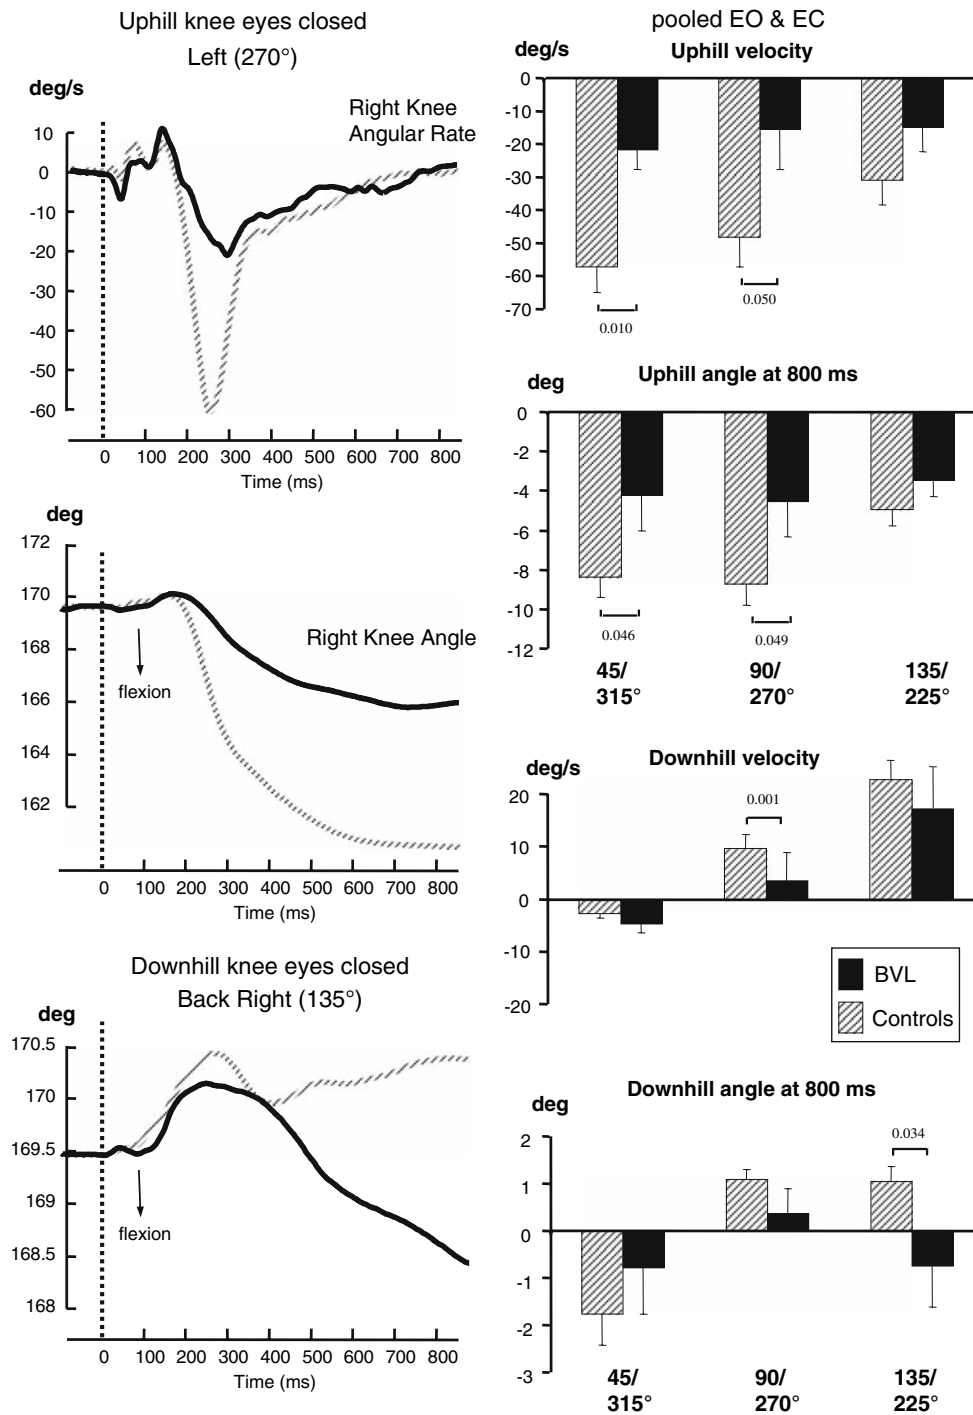 Uphill knee eyes closed
Left (270°)
deg/s
Right Knee
Angular Rate
10
0
-10
-20
-30
-40
-50
-60
0 100 200 300 400 500 600 700 800
Time (ms)
deg
172
170
168
166
164
162
Right Knee Angle
flexion
0 100 200 300 400 500 600 700 800
Time (ms)
Downhill knee eyes closed
Back Right (135°)
deg
170.5
170
169.5
169
168.5
168
flexion
0 100 200 300 400 500 600 700 800
Time (ms)
pooled EO & EC
deg/s
Uphill velocity
0
-10
-20
-30
-40
-50
-60
-70
0.010
0.050
Uphill angle at 800 ms
deg
0
-2
-4
-6
-8
-10
-12
0.046
0.049
45/ 90/ 135/
315° 270° 225°
Downhill velocity
deg/s
20
10
0
-10
-20
0.001
BVL
Controls
Downhill angle at 800 ms
deg
2
1
0
-1
-2
-3
0.034
45/ 90/ 135/
315° 270° 225°